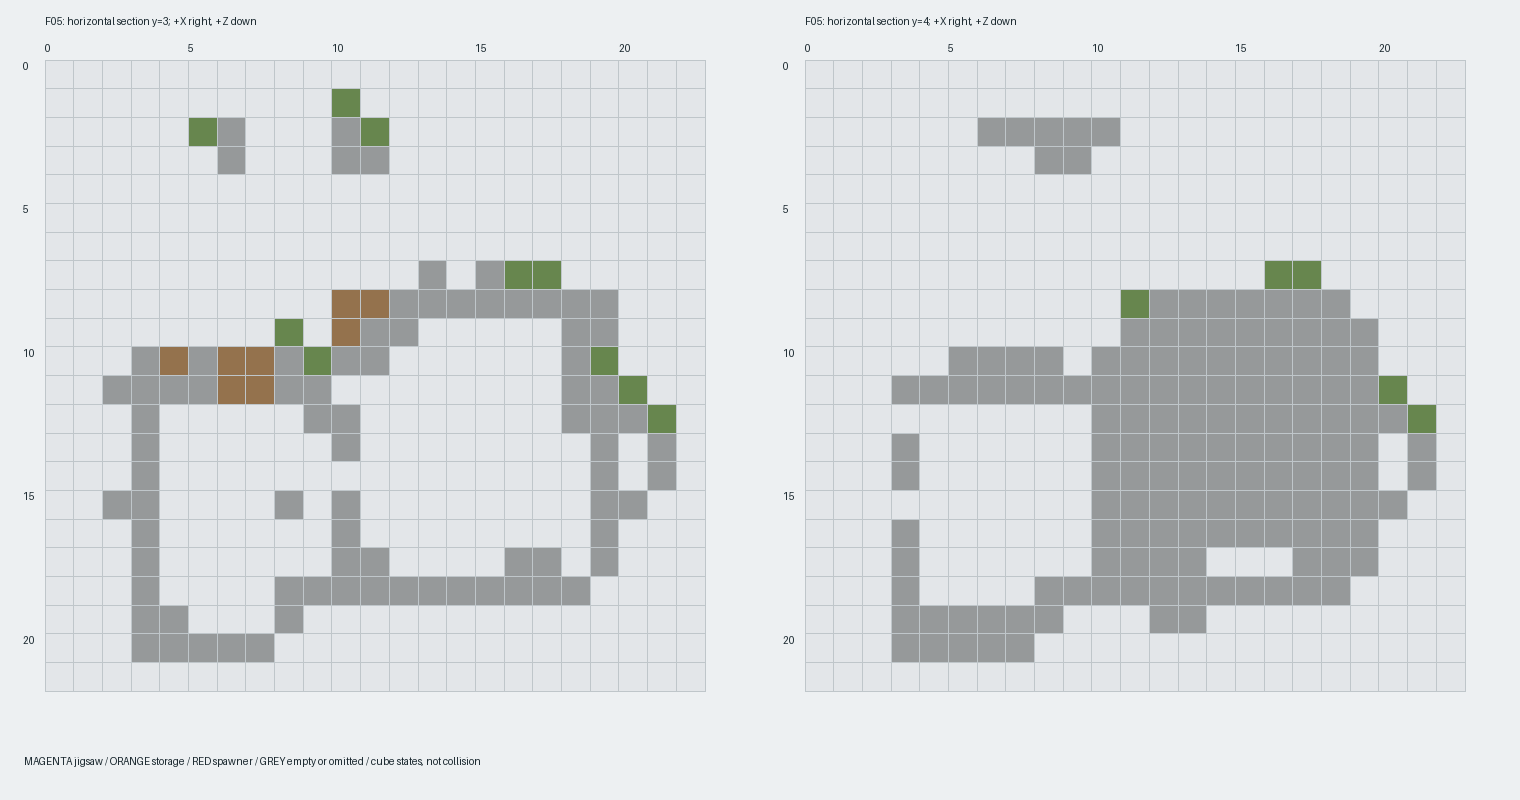 F05: horizontal section y=3; +X right, +Z down
F05: horizontal section y=4; +X right, +Z down
0 5 10 15 20
0 5 10 15 20
0
0
5
5
10
10
15
15
20
20
MAGENTA jigsaw / ORANGE storage / RED spawner / GREY empty or omitted / cube states, not collision